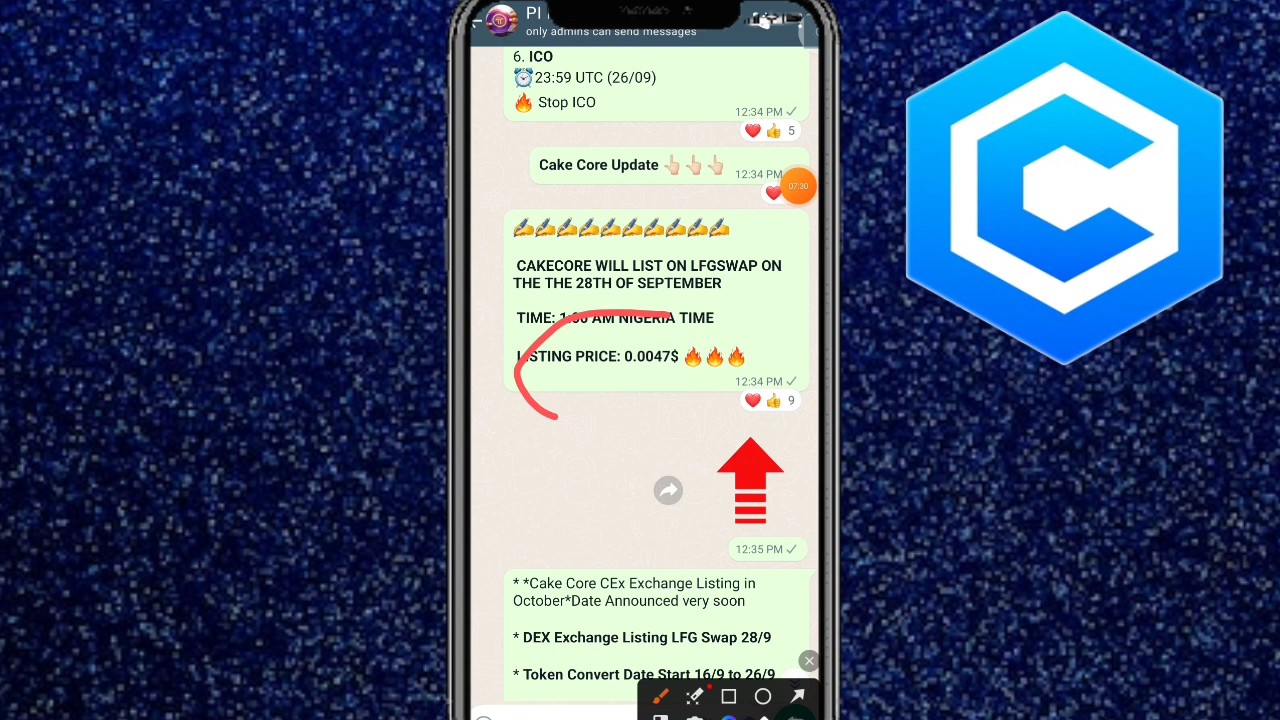 PI
only admins can send messages
6. ICO
⏰23:59 UTC (26/09)
🔥 Stop ICO
12:34 PM ✓
❤️👍 5
Cake Core Update 👆🏻👆🏻👆🏻
12:34 PM
❤️
07:30
✍️✍️✍️✍️✍️✍️✍️✍️✍️✍️
CAKECORE WILL LIST ON LFGSWAP ON
THE THE 28TH OF SEPTEMBER
TIME: AM NIGERIA TIME
LISTING PRICE: 0.0047$ 🔥🔥🔥
12:34 PM ✓
❤️👍 9
12:35 PM ✓
* *Cake Core CEx Exchange Listing in
October*Date Announced very soon
* DEX Exchange Listing LFG Swap 28/9
* Token Convert Date Start 16/9 to 26/9